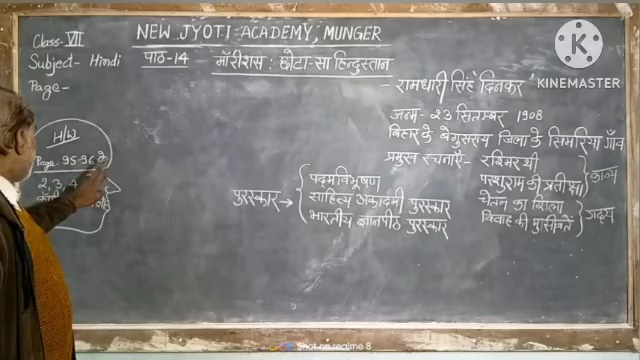 NEW JYOTI ACADEMY, MUNGER
Class-VII
Subject- Hindi
Page-
पाठ-14 मॉरीशस : छोटा-सा हिन्दुस्तान
- रामधारी सिंह दिनकर
KINEMASTER
जन्म- 23 सितम्बर 1908
बिहार के बेगुसराय जिला के सिमरिया गाँव
प्रमुख रचनाएँ- रश्मिरथी
परशुराम की प्रतीक्षा
काव्य
चेतन का शिला
विवाह की मुसीबतें
गद्य
पुरस्कार →
पद्मविभूषण
साहित्य अकादमी पुरस्कार
भारतीय ज्ञानपीठ पुरस्कार
H/W
Page. 95-96 के
2, 3, 4
Shot on realme 8